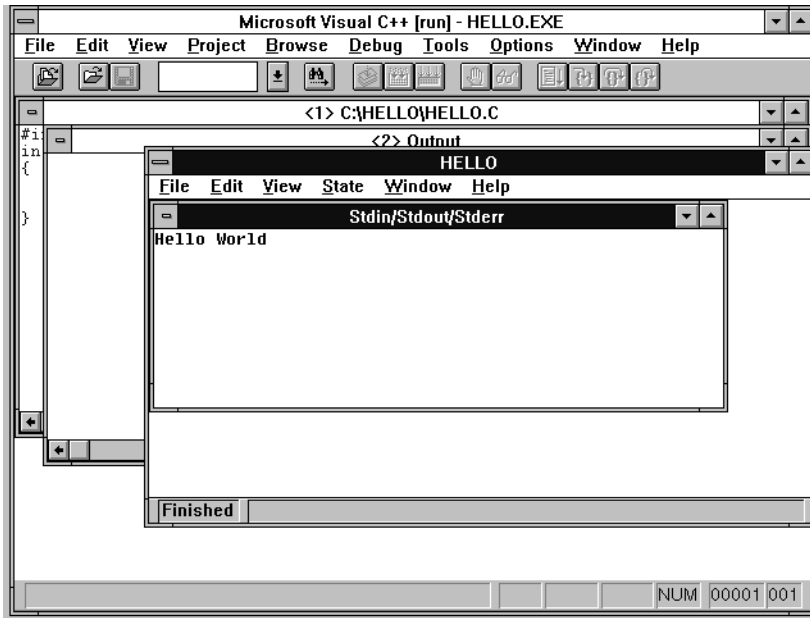 Microsoft Visual C++ [run] - HELLO.EXE
File Edit View Project Browse Debug Tools Options Window Help
<1> C:\HELLO\HELLO.C
#i
<2> Output
in
HELLO
{
File Edit View State Window Help
}
Stdin/Stdout/Stderr
Hello World
Finished
NUM 00001 001